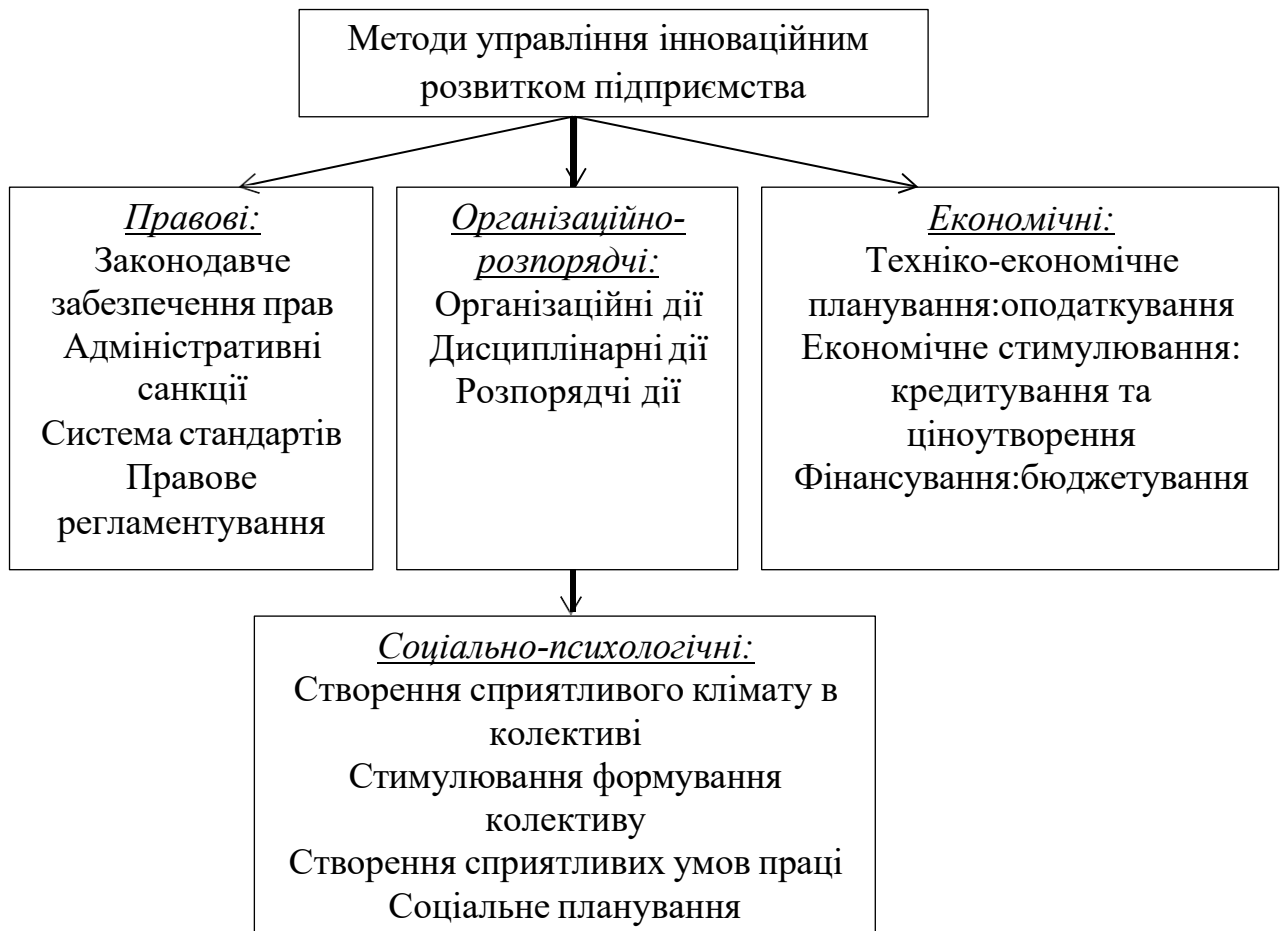 Методи управління інноваційним
розвитком підприємства
Правові:
Законодавче
забезпечення прав
Адміністративні
санкції
Система стандартів
Правове
регламентування
Організаційно-
розпорядчі:
Організаційні дії
Дисциплінарні дії
Розпорядчі дії
Економічні:
Техніко-економічне
планування:оподаткування
Економічне стимулювання:
кредитування та
ціноутворення
Фінансування:бюджетування
Соціально-психологічні:
Створення сприятливого клімату в
колективі
Стимулювання формування
колективу
Створення сприятливих умов праці
Соціальне планування